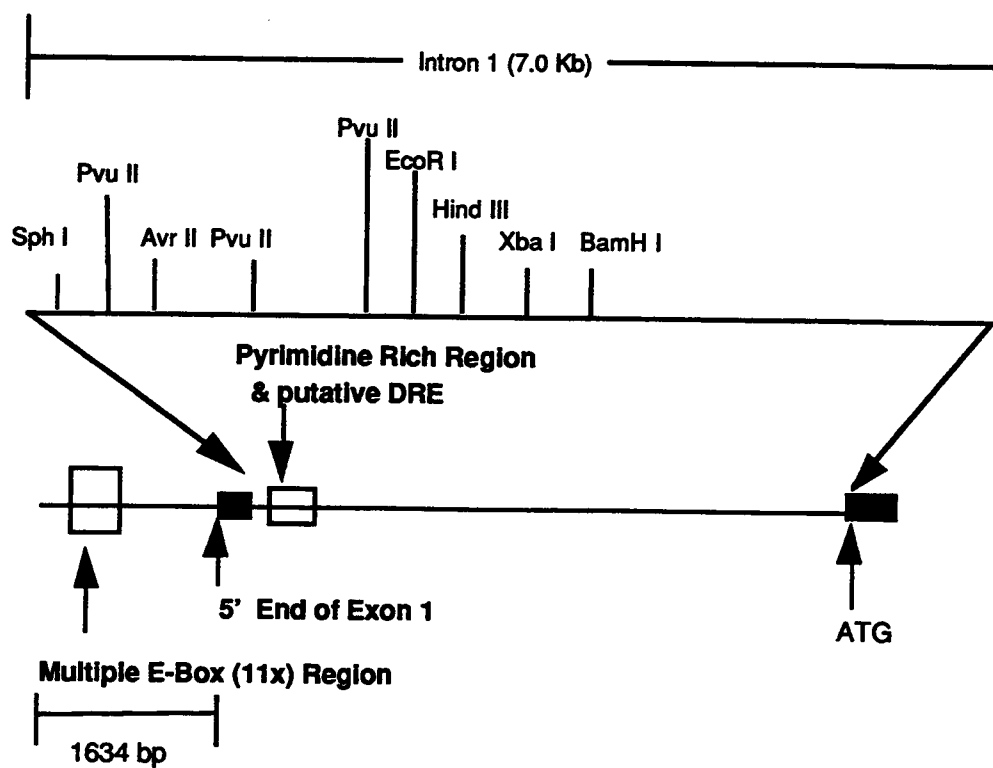 Intron 1 (7.0 Kb)
Pvu II
EcoR I
Pvu II
Hind III
Sph I
Avr II
Pvu II
Xba I
BamH I
Pyrimidine Rich Region
& putative DRE
5' End of Exon 1
ATG
Multiple E-Box (11x) Region
1634 bp